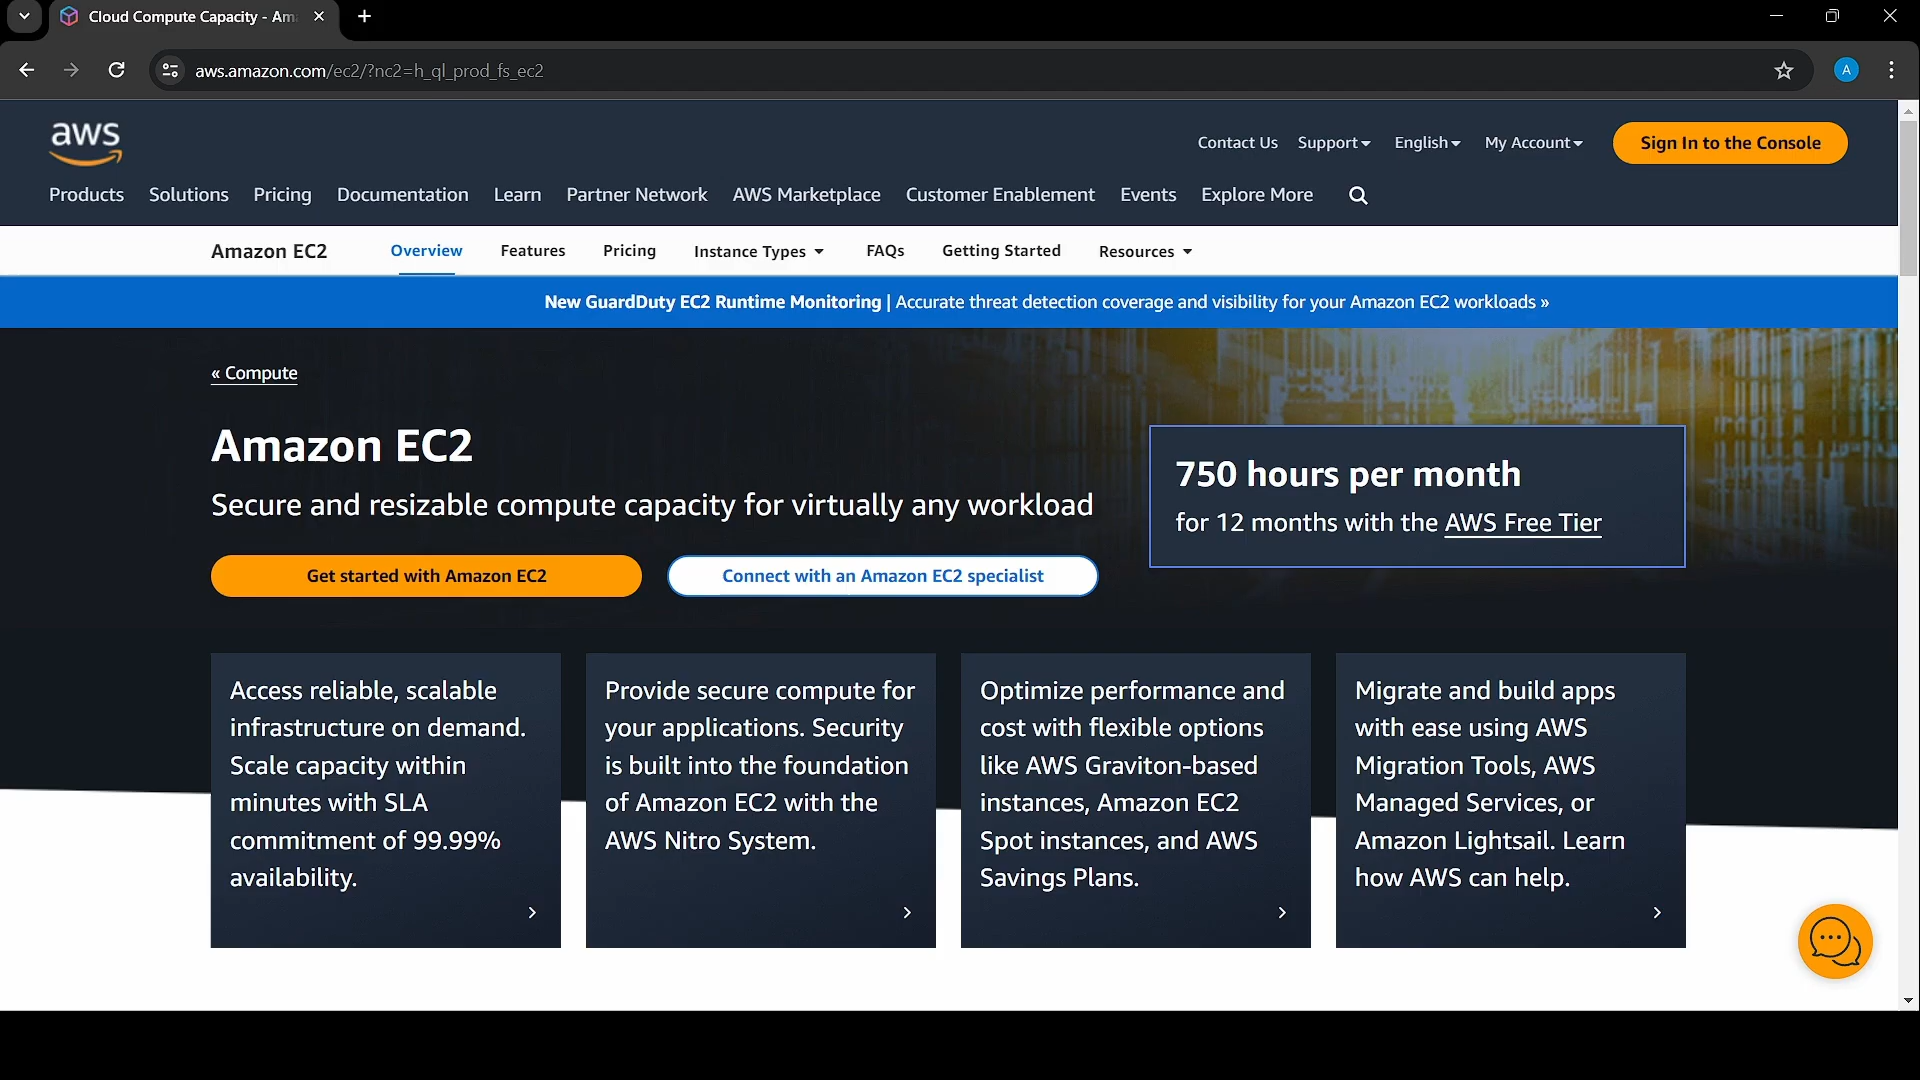 Cloud Compute Capacity - Am
aws.amazon.com/ec2/?nc2=h_ql_prod_fs_ec2
A
aws
Contact Us Support English My Account Sign In to the Console
Products Solutions Pricing Documentation Learn Partner Network AWS Marketplace Customer Enablement Events Explore More
Amazon EC2 Overview Features Pricing Instance Types FAQs Getting Started Resources
New GuardDuty EC2 Runtime Monitoring | Accurate threat detection coverage and visibility for your Amazon EC2 workloads »
« Compute
Amazon EC2
Secure and resizable compute capacity for virtually any workload
Get started with Amazon EC2 Connect with an Amazon EC2 specialist
750 hours per month
for 12 months with the AWS Free Tier
Access reliable, scalable
infrastructure on demand.
Scale capacity within
minutes with SLA
commitment of 99.99%
availability.
Provide secure compute for
your applications. Security
is built into the foundation
of Amazon EC2 with the
AWS Nitro System.
Optimize performance and
cost with flexible options
like AWS Graviton-based
instances, Amazon EC2
Spot instances, and AWS
Savings Plans.
Migrate and build apps
with ease using AWS
Migration Tools, AWS
Managed Services, or
Amazon Lightsail. Learn
how AWS can help.